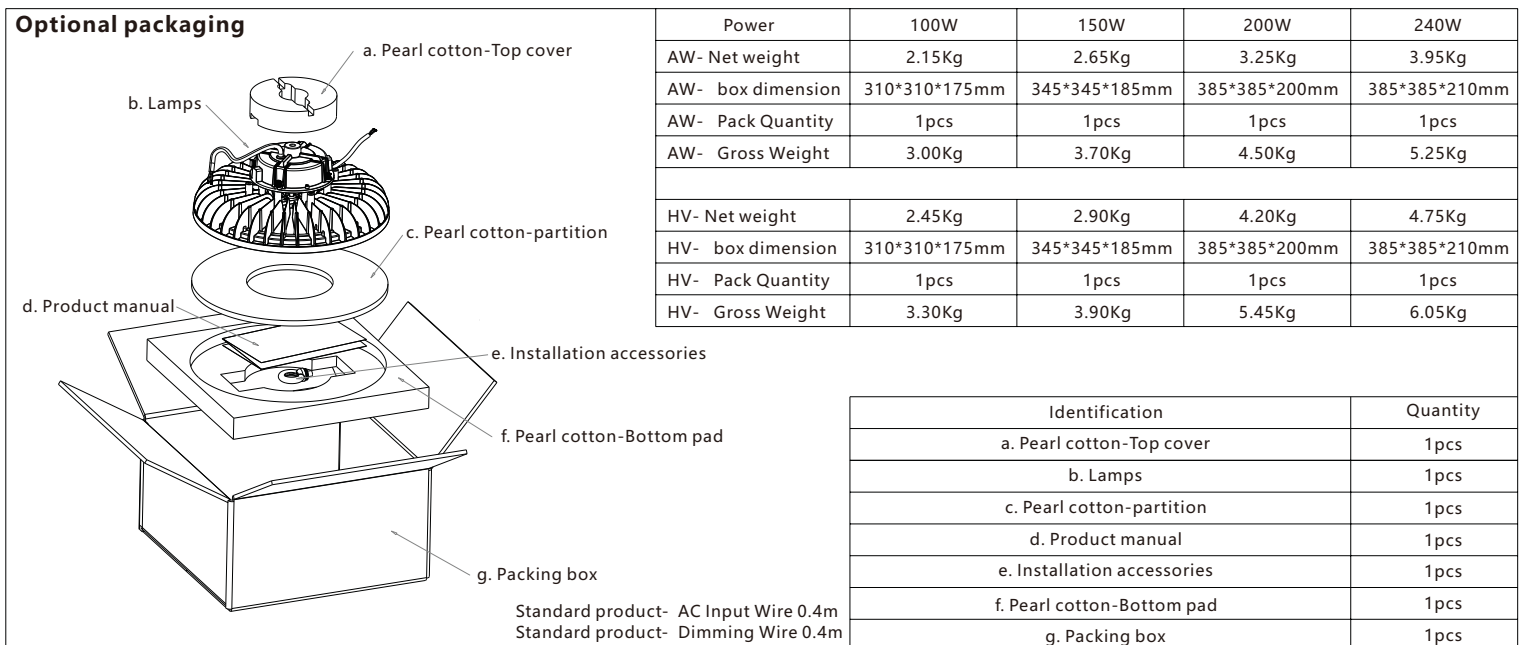 Optional packaging
a. Pearl cotton-Top cover
b. Lamps
c. Pearl cotton-partition
d. Product manual
e. Installation accessories
f. Pearl cotton-Bottom pad
g. Packing box
Standard product- AC Input Wire 0.4m
Standard product- Dimming Wire 0.4m
Power 100W 150W 200W 240W
AW- Net weight 2.15Kg 2.65Kg 3.25Kg 3.95Kg
AW- box dimension 310*310*175mm 345*345*185mm 385*385*200mm 385*385*210mm
AW- Pack Quantity 1pcs 1pcs 1pcs 1pcs
AW- Gross Weight 3.00Kg 3.70Kg 4.50Kg 5.25Kg
HV- Net weight 2.45Kg 2.90Kg 4.20Kg 4.75Kg
HV- box dimension 310*310*175mm 345*345*185mm 385*385*200mm 385*385*210mm
HV- Pack Quantity 1pcs 1pcs 1pcs 1pcs
HV- Gross Weight 3.30Kg 3.90Kg 5.45Kg 6.05Kg
Identification Quantity
a. Pearl cotton-Top cover 1pcs
b. Lamps 1pcs
c. Pearl cotton-partition 1pcs
d. Product manual 1pcs
e. Installation accessories 1pcs
f. Pearl cotton-Bottom pad 1pcs
g. Packing box 1pcs